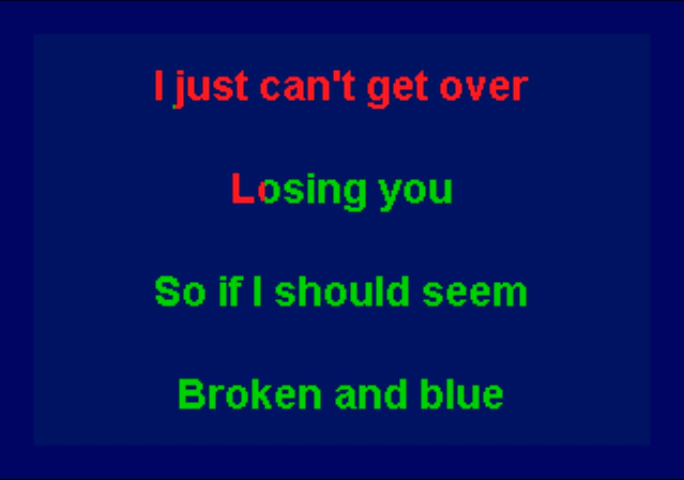 I just can't get over
Losing you
So if I should seem
Broken and blue